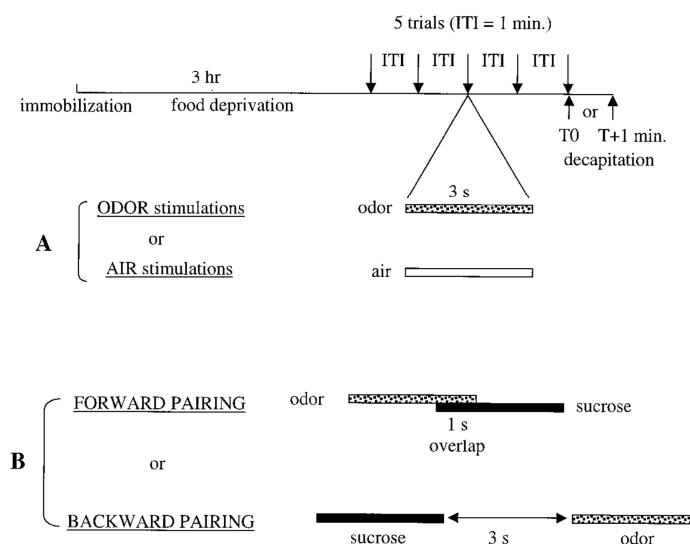 5 trials (ITI = 1 min.)
ITI ITI ITI ITI
3 hr
immobilization food deprivation
or
T0 T+1 min.
decapitation
A
ODOR stimulations
or
AIR stimulations
3 s
odor
air
B
FORWARD PAIRING
or
BACKWARD PAIRING
odor
sucrose
1 s
overlap
sucrose 3 s odor